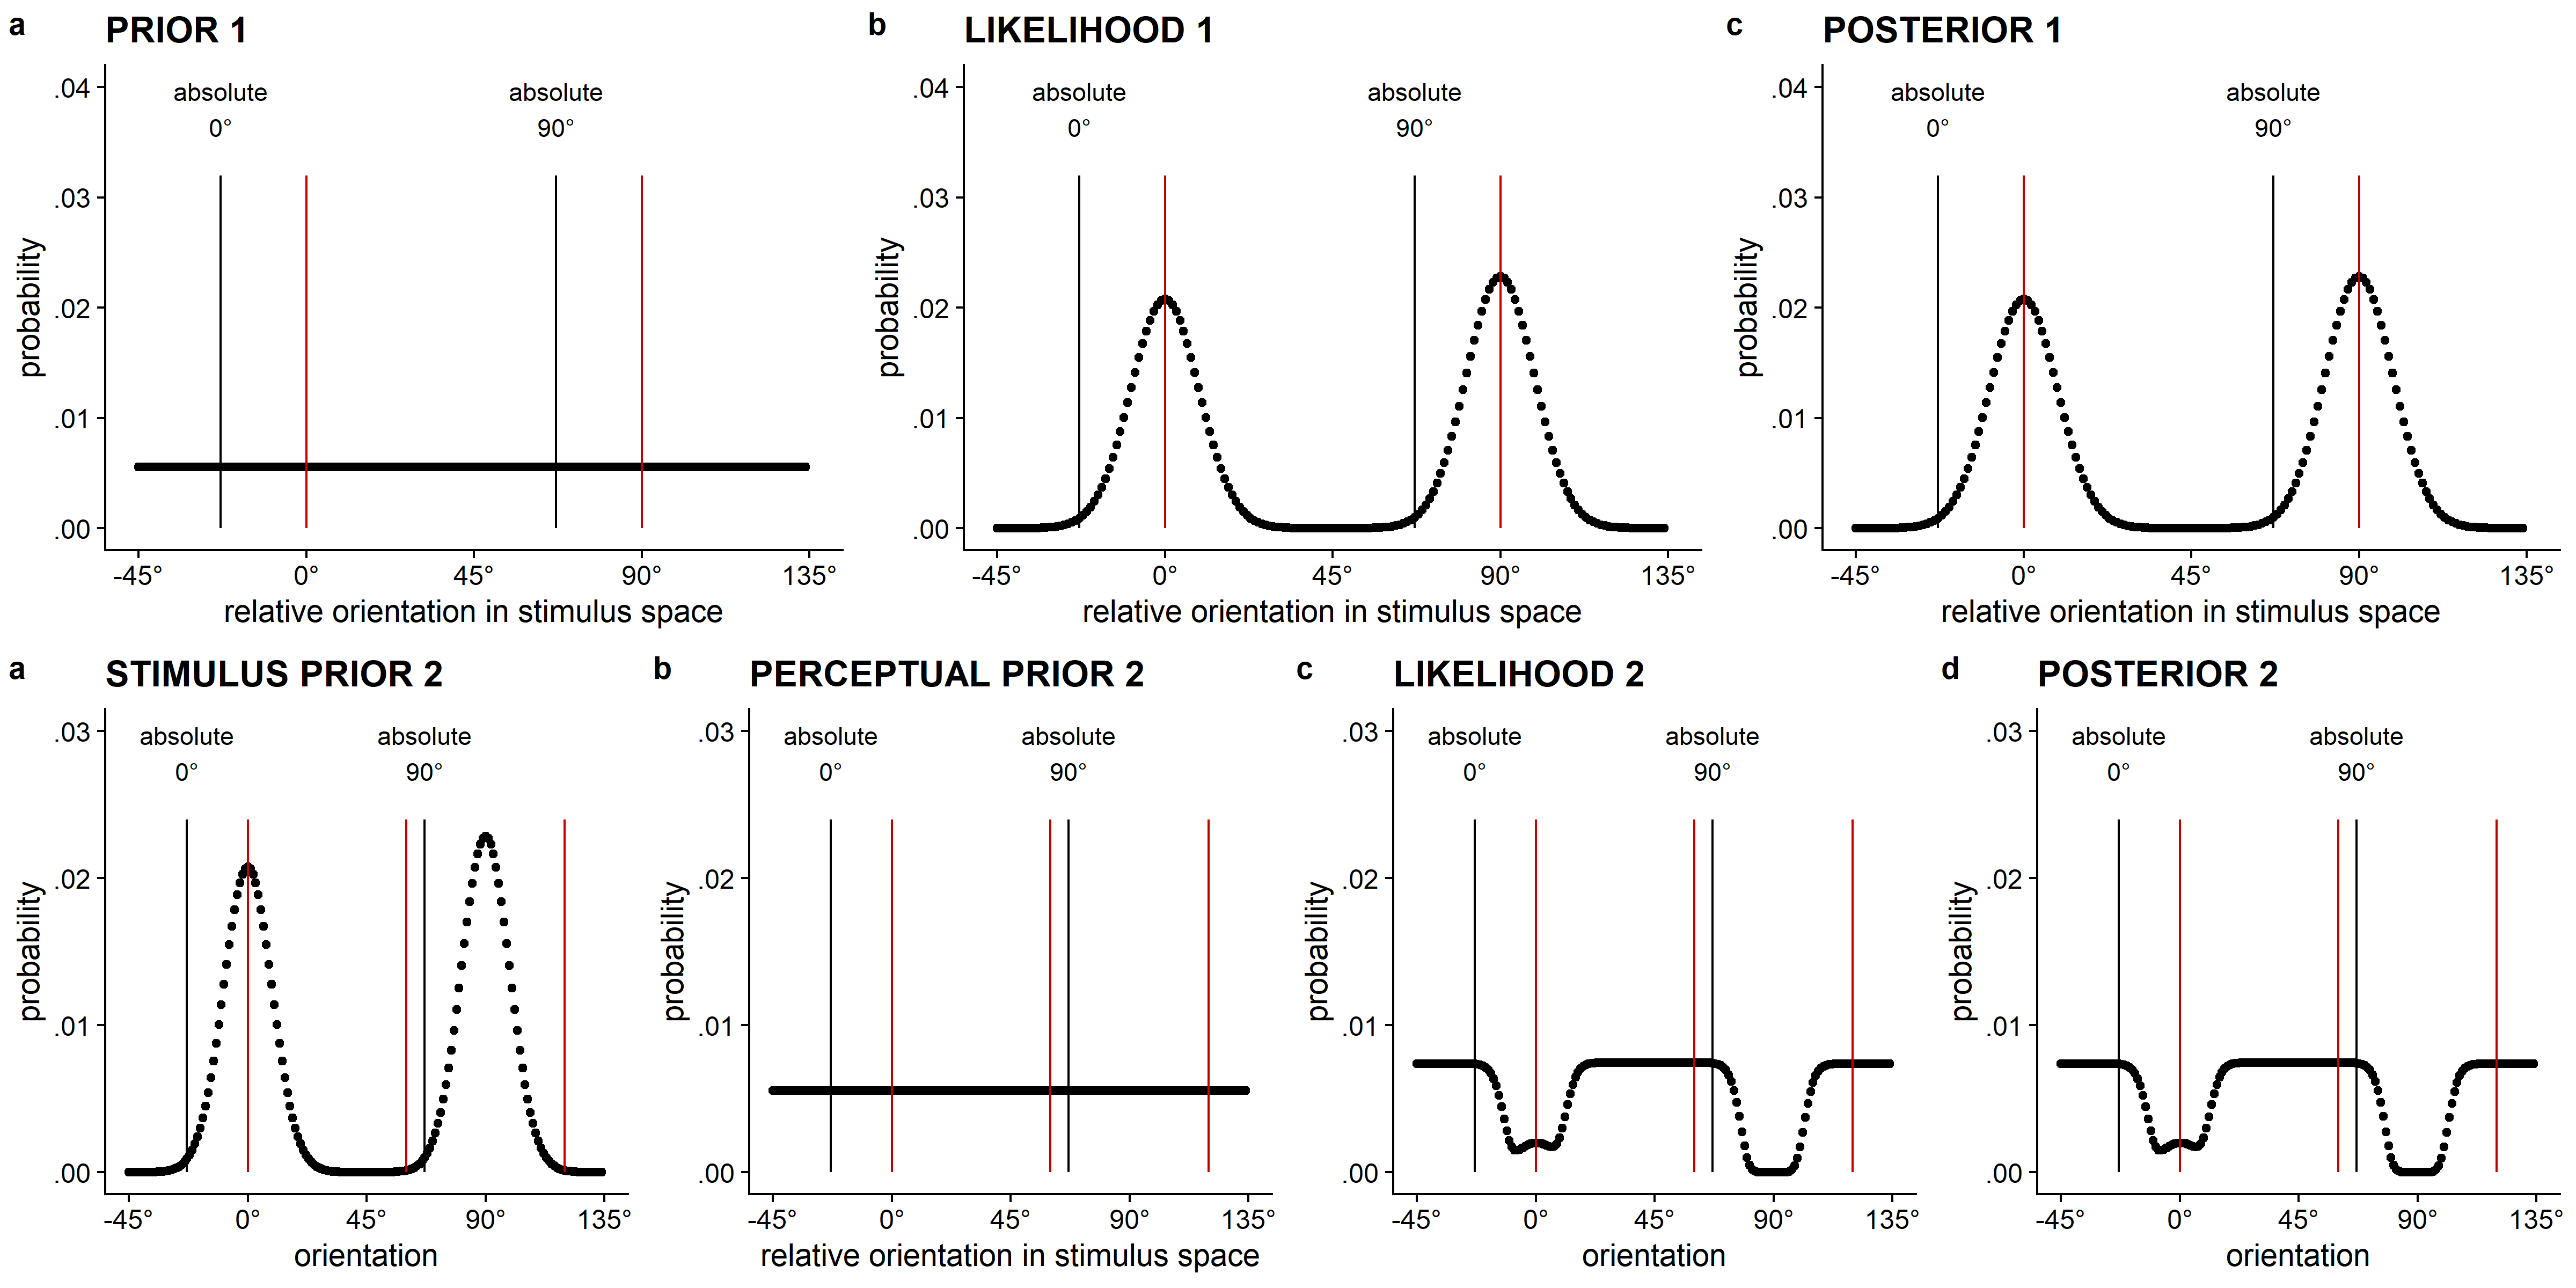 a PRIOR 1
.04
.03
.02
.01
.00
probability
absolute
0°
absolute
90°
-45° 0° 45° 90° 135°
relative orientation in stimulus space
b LIKELIHOOD 1
.04
.03
.02
.01
.00
probability
absolute
0°
absolute
90°
-45° 0° 45° 90° 135°
relative orientation in stimulus space
c POSTERIOR 1
.04
.03
.02
.01
.00
probability
absolute
0°
absolute
90°
-45° 0° 45° 90° 135°
relative orientation in stimulus space
a STIMULUS PRIOR 2
.03
.02
.01
.00
probability
absolute
0°
absolute
90°
-45° 0° 45° 90° 135°
orientation
b PERCEPTUAL PRIOR 2
.03
.02
.01
.00
probability
absolute
0°
absolute
90°
-45° 0° 45° 90° 135°
relative orientation in stimulus space
c LIKELIHOOD 2
.03
.02
.01
.00
probability
absolute
0°
absolute
90°
-45° 0° 45° 90° 135°
orientation
d POSTERIOR 2
.03
.02
.01
.00
probability
absolute
0°
absolute
90°
-45° 0° 45° 90° 135°
orientation